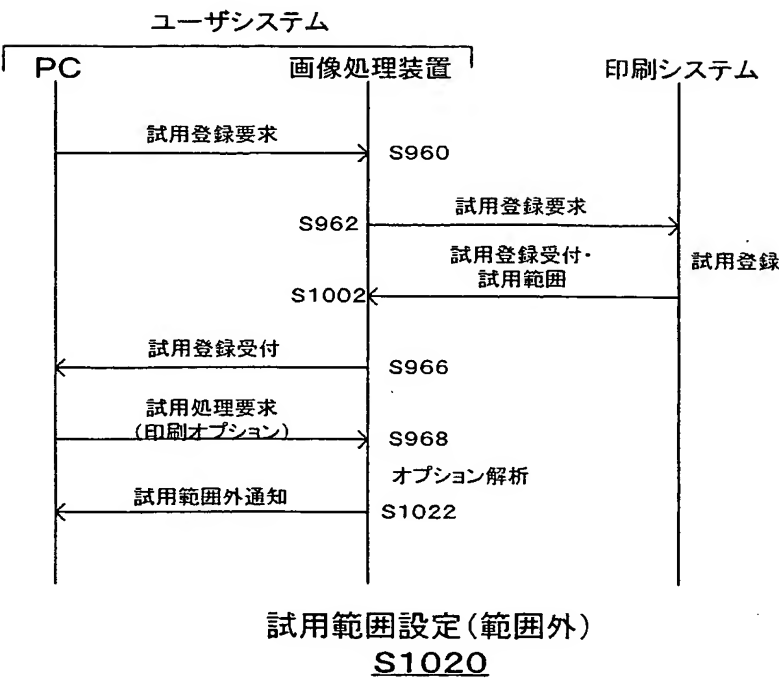 ユーザシステム
PC
画像処理装置
印刷システム
試用登録要求
S960
S962
試用登録要求
試用登録受付・
試用範囲
試用登録
S1002
試用登録受付
S966
試用処理要求
(印刷オプション)
S968
オプション解析
試用範囲外通知
S1022
試用範囲設定(範囲外)
S1020